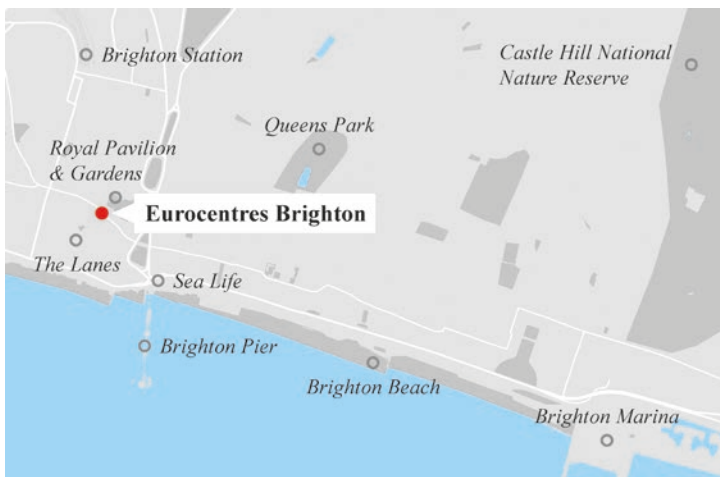 Brighton Station
Castle Hill National
Nature Reserve
Queens Park
Royal Pavilion
& Gardens
Eurocentres Brighton
The Lanes
Sea Life
Brighton Pier
Brighton Beach
Brighton Marina